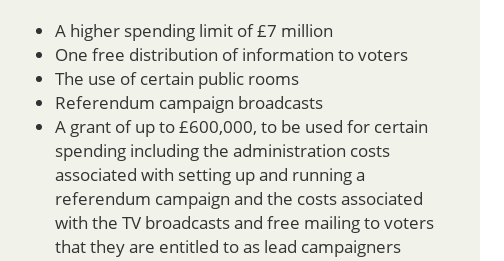 • A higher spending limit of £7 million
• One free distribution of information to voters
• The use of certain public rooms
• Referendum campaign broadcasts
• A grant of up to £600,000, to be used for certain
spending including the administration costs
associated with setting up and running a
referendum campaign and the costs associated
with the TV broadcasts and free mailing to voters
that they are entitled to as lead campaigners